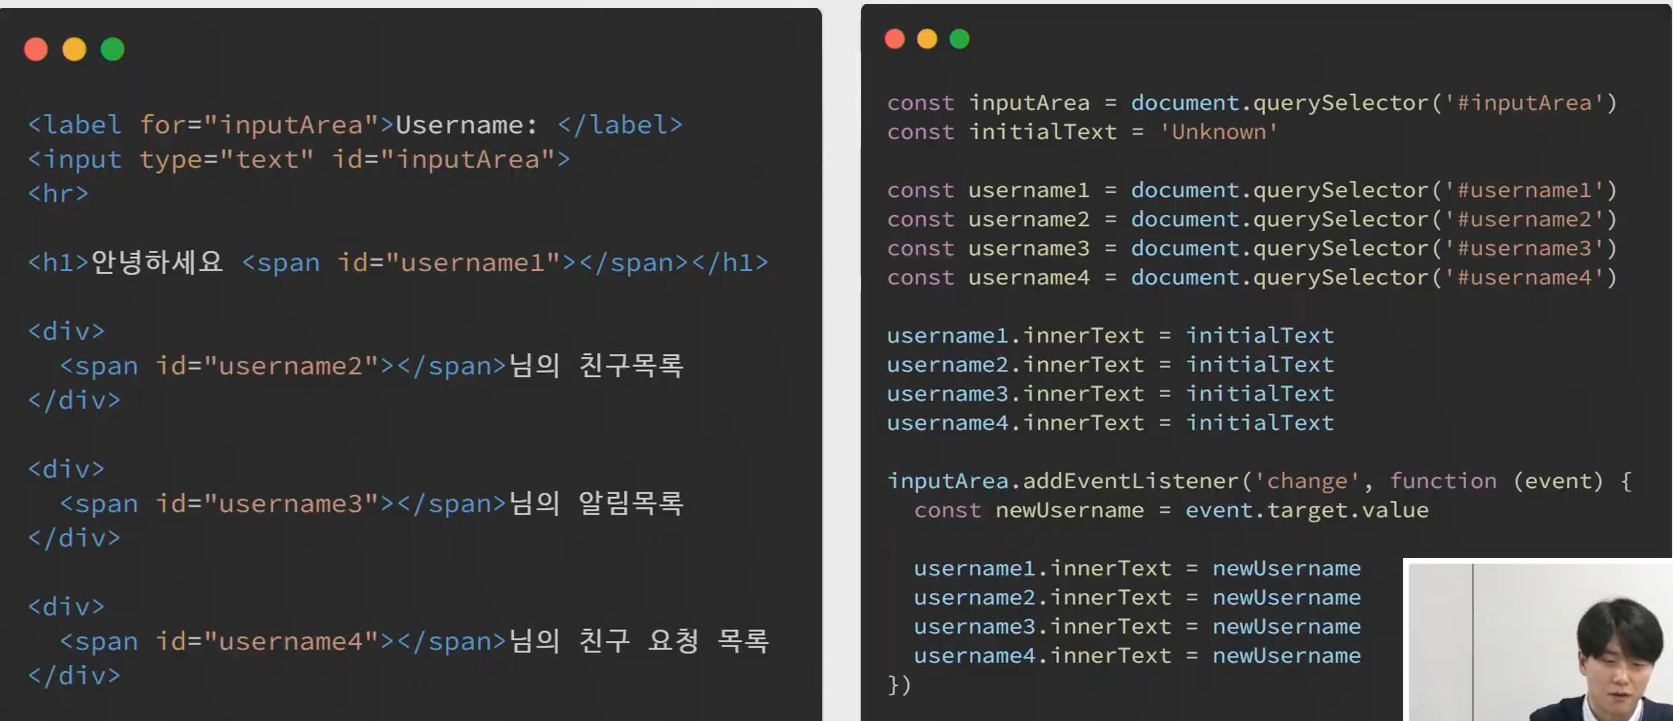 <label for="inputArea">Username: </label>
<input type="text" id="inputArea">
<hr>
<h1>안녕하세요 <span id="username1"></span></h1>
<div>
  <span id="username2"></span>님의 친구목록
</div>
<div>
  <span id="username3"></span>님의 알림목록
</div>
<div>
  <span id="username4"></span>님의 친구 요청 목록
</div>
const inputArea = document.querySelector('#inputArea')
const initialText = 'Unknown'
const username1 = document.querySelector('#username1')
const username2 = document.querySelector('#username2')
const username3 = document.querySelector('#username3')
const username4 = document.querySelector('#username4')
username1.innerText = initialText
username2.innerText = initialText
username3.innerText = initialText
username4.innerText = initialText
inputArea.addEventListener('change', function (event) {
  const newUsername = event.target.value
  username1.innerText = newUsername
  username2.innerText = newUsername
  username3.innerText = newUsername
  username4.innerText = newUsername
})